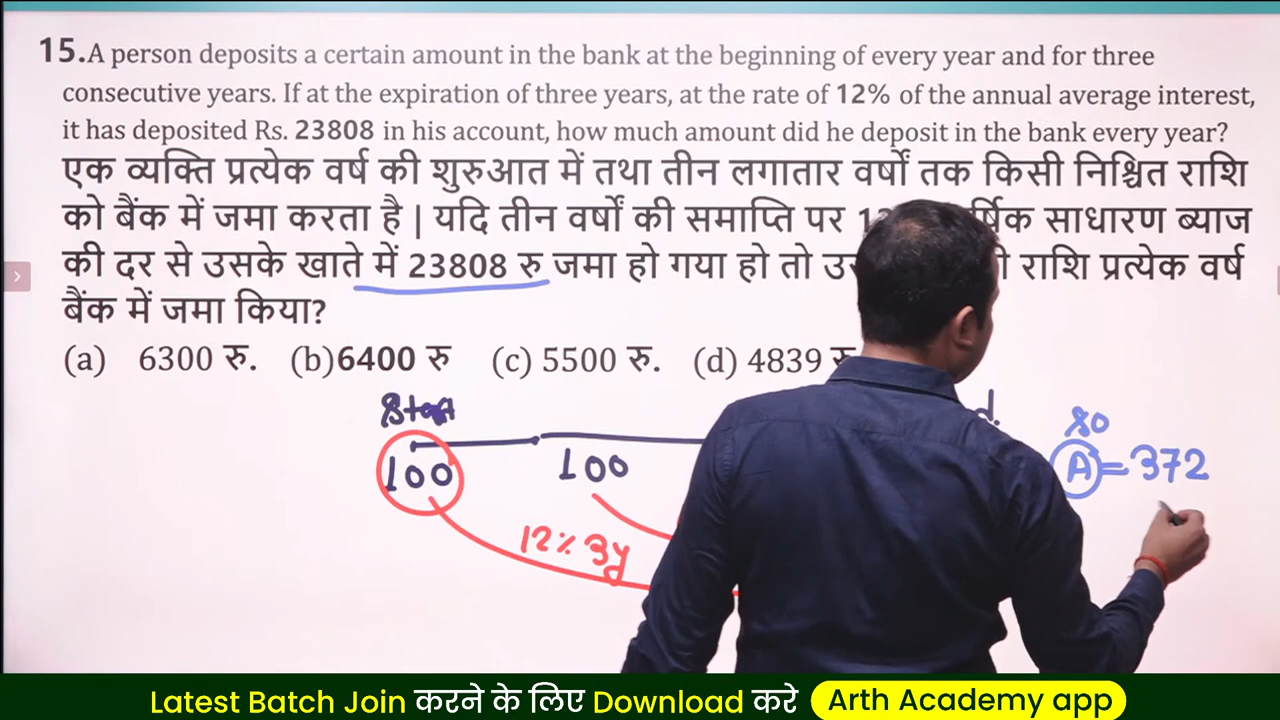 15.A person deposits a certain amount in the bank at the beginning of every year and for three
consecutive years. If at the expiration of three years, at the rate of 12% of the annual average interest,
it has deposited Rs. 23808 in his account, how much amount did he deposit in the bank every year?
एक व्यक्ति प्रत्येक वर्ष की शुरुआत में तथा तीन लगातार वर्षों तक किसी निश्चित राशि
को बैंक में जमा करता है | यदि तीन वर्षों की समाप्ति पर साधारण ब्याज
की दर से उसके खाते में 23808 रु जमा हो गया हो तो राशि प्रत्येक वर्ष
बैंक में जमा किया?
(a) 6300 रु. (b)6400 रु (c) 5500 रु. (d) 4839
100 100
12% 3y
A = 372
Latest Batch Join करने के लिए Download करे Arth Academy app